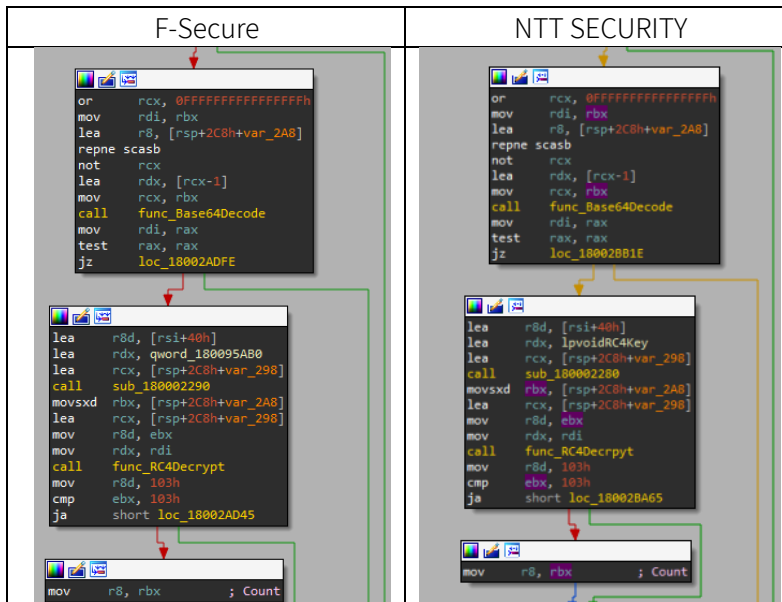 F-Secure
or rcx, 0FFFFFFFFFFFFFFFFh
mov rdi, rbx
lea r8, [rsp+2C8h+var_2A8]
repne scasb
not rcx
lea rdx, [rcx-1]
mov rcx, rbx
call func_Base64Decode
mov rdi, rax
test rax, rax
jz loc_18002ADFE
lea r8d, [rsi+40h]
lea rdx, qword_180095AB0
lea rcx, [rsp+2C8h+var_298]
call sub_180002290
movsxd rbx, [rsp+2C8h+var_2A8]
lea rcx, [rsp+2C8h+var_298]
mov r8d, ebx
mov rdx, rdi
call func_RC4Decrypt
mov r8d, 103h
cmp ebx, 103h
ja short loc_18002AD45
mov r8, rbx ; Count
NTT SECURITY
or rcx, 0FFFFFFFFFFFFFFFFh
mov rdi, rbx
lea r8, [rsp+2C8h+var_2A8]
repne scasb
not rcx
lea rdx, [rcx-1]
mov rcx, rbx
call func_Base64Decode
mov rdi, rax
test rax, rax
jz loc_18002BB1E
lea r8d, [rsi+40h]
lea rdx, lpvoidRC4Key
lea rcx, [rsp+2C8h+var_298]
call sub_180002280
movsxd rbx, [rsp+2C8h+var_2A8]
lea rcx, [rsp+2C8h+var_298]
mov r8d, ebx
mov rdx, rdi
call func_RC4Decrpyt
mov r8d, 103h
cmp ebx, 103h
ja short loc_18002BA65
mov r8, rbx ; Count